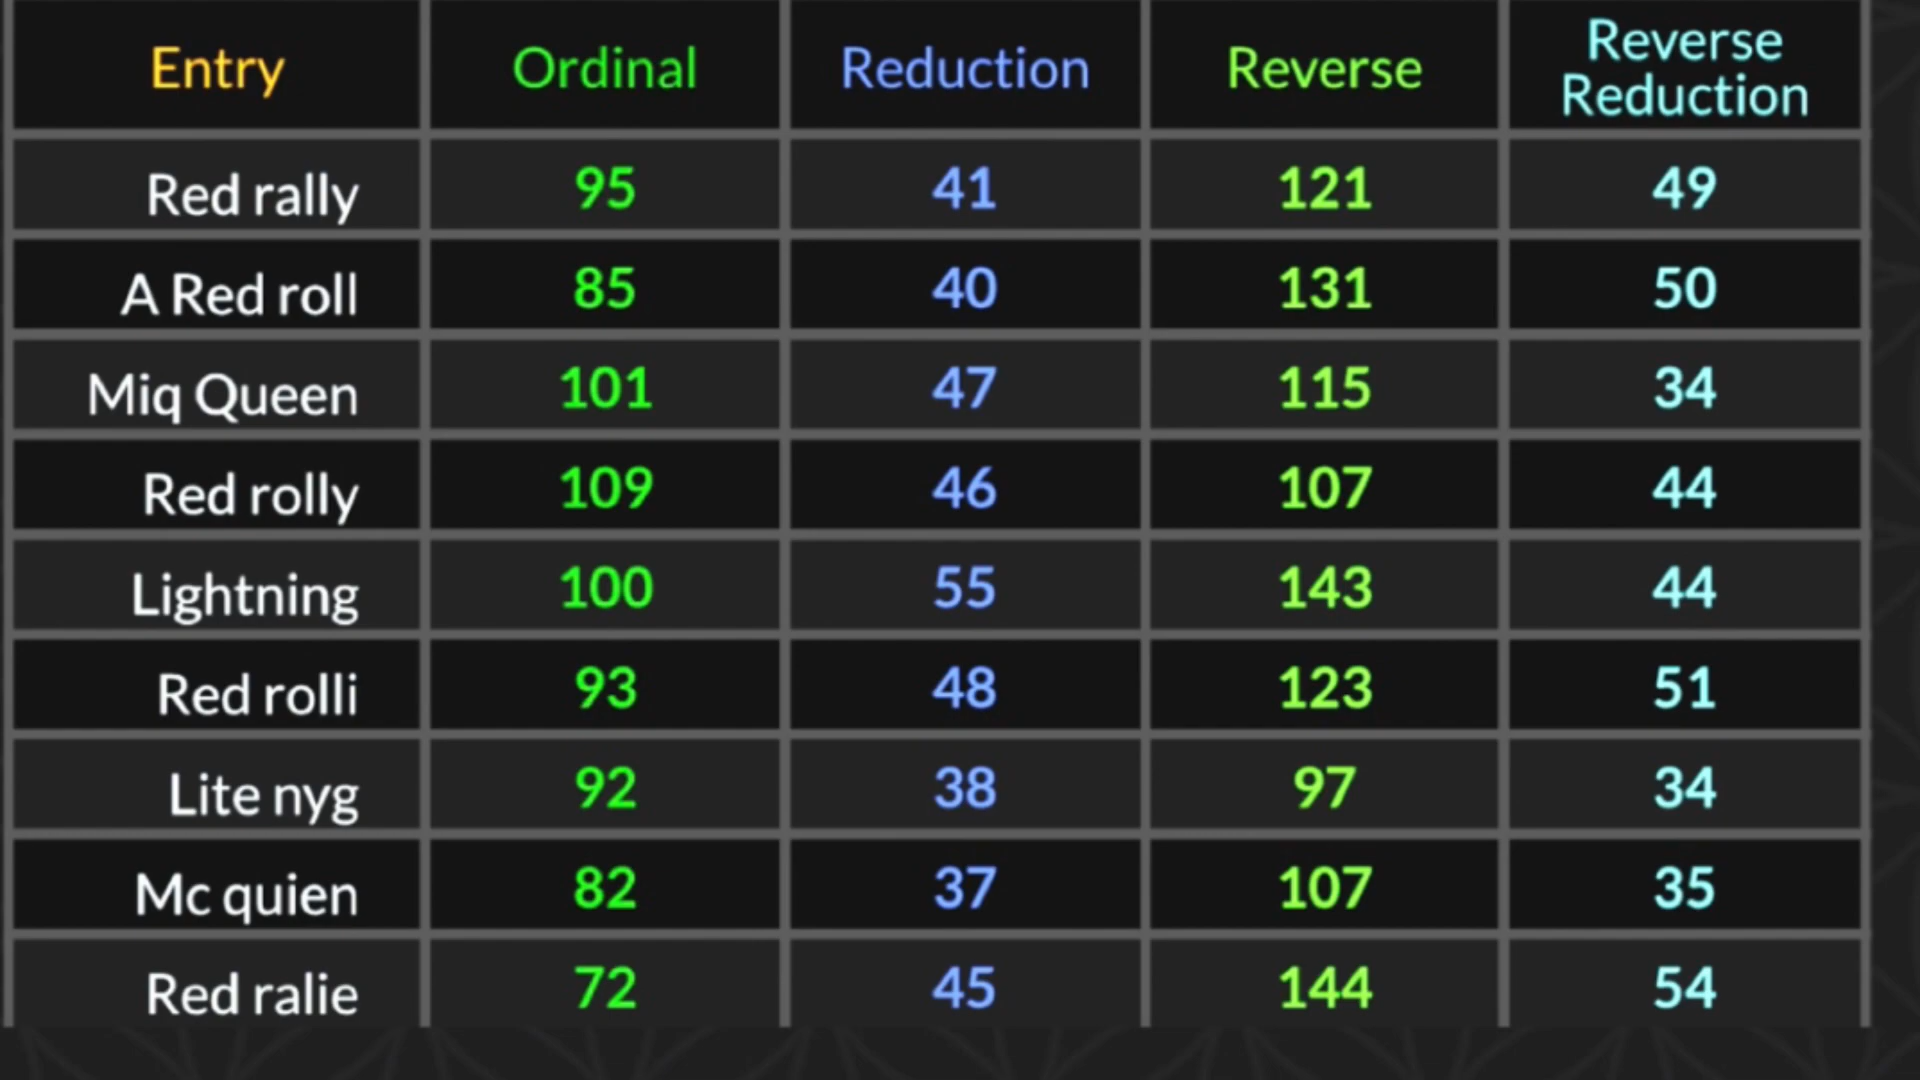 Entry Ordinal Reduction Reverse Reverse Reduction
Red rally 95 41 121 49
A Red roll 85 40 131 50
Miq Queen 101 47 115 34
Red rolly 109 46 107 44
Lightning 100 55 143 44
Red rolli 93 48 123 51
Lite nyg 92 38 97 34
Mc quien 82 37 107 35
Red ralie 72 45 144 54